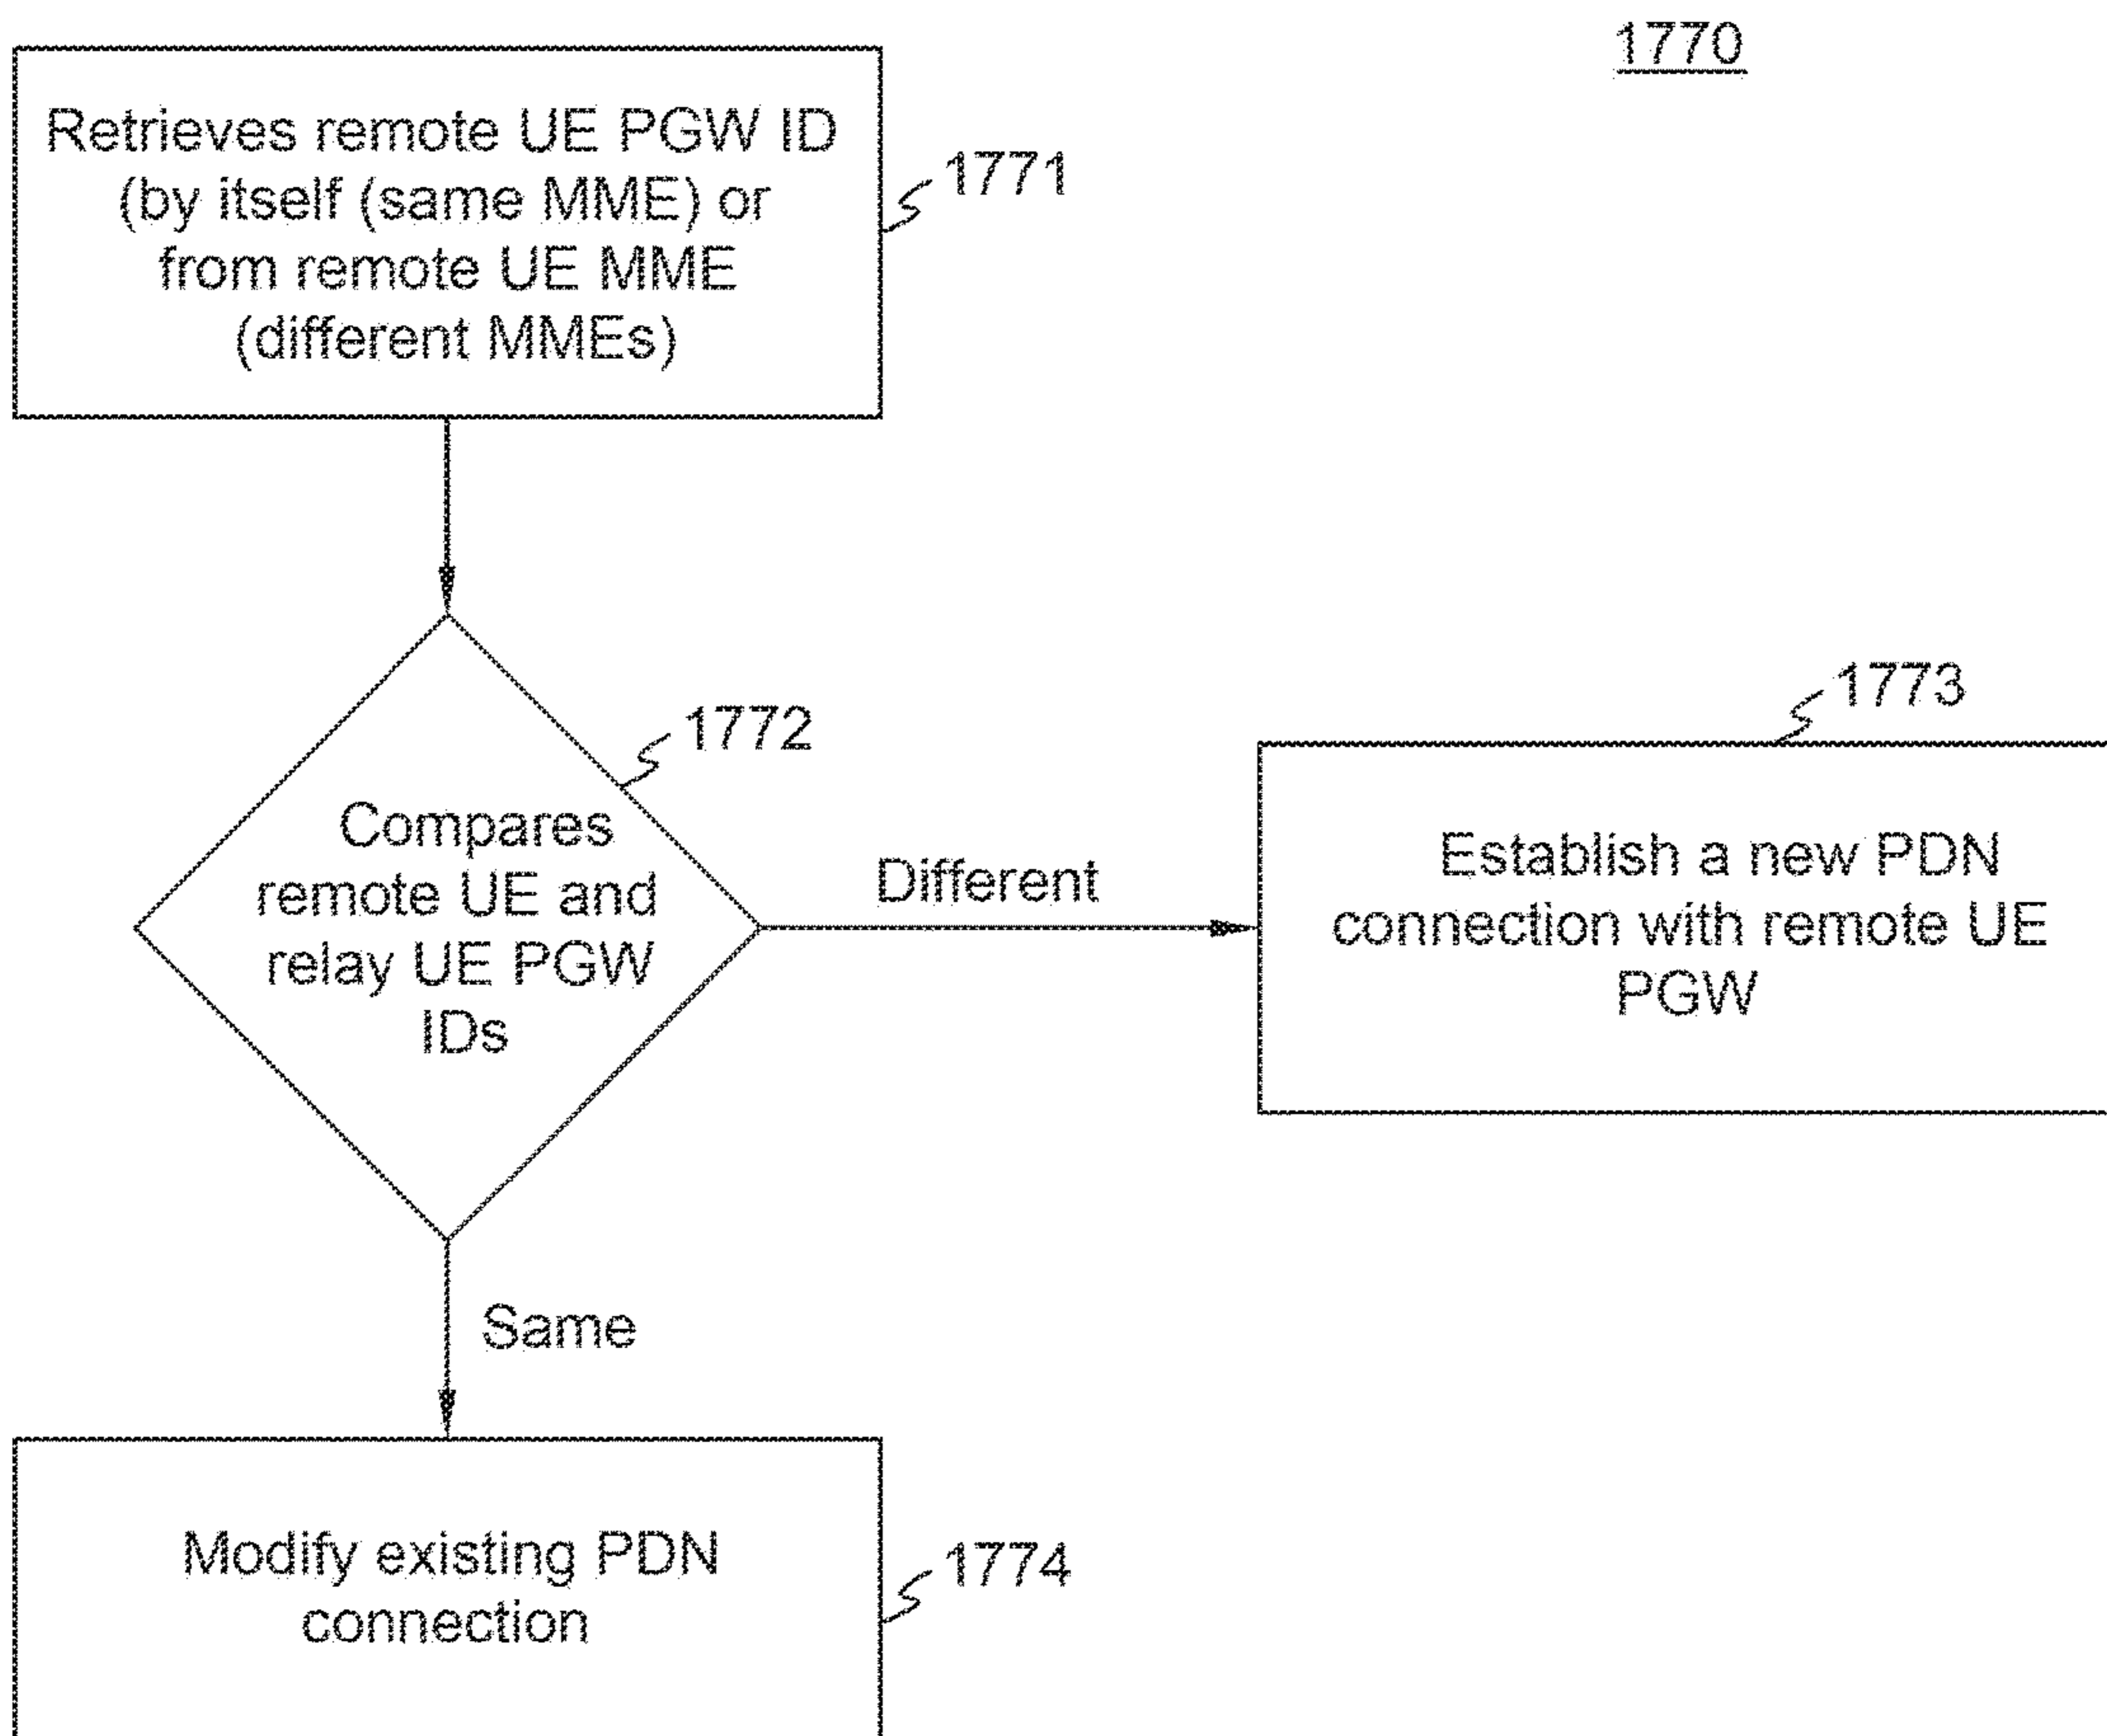 1770
Retrieves remote UE PGW ID
(by itself (same MME) or
from remote UE MME
(different MMEs)
1771
1772
Compares
remote UE and
relay UE PGW
IDs
Different
1773
Establish a new PDN
connection with remote UE
PGW
Same
Modify existing PDN
connection
1774